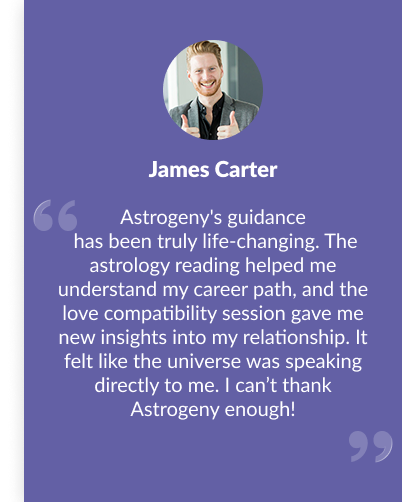 James Carter
“
Astrogeny's guidance
has been truly life-changing. The
astrology reading helped me
understand my career path, and the
love compatibility session gave me
new insights into my relationship. It
felt like the universe was speaking
directly to me. I can’t thank
Astrogeny enough!
”